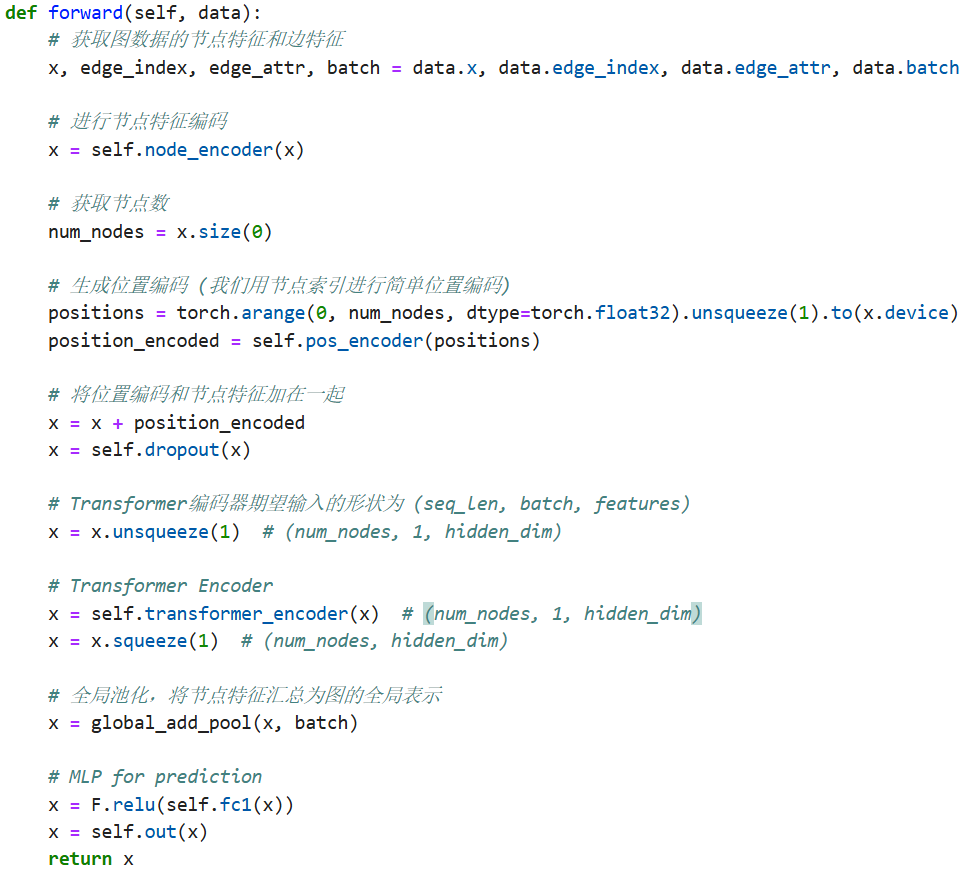 def forward(self, data):
    # 获取图数据的节点特征和边特征
    x, edge_index, edge_attr, batch = data.x, data.edge_index, data.edge_attr, data.batch
    # 进行节点特征编码
    x = self.node_encoder(x)
    # 获取节点数
    num_nodes = x.size(0)
    # 生成位置编码 (我们用节点索引进行简单位置编码)
    positions = torch.arange(0, num_nodes, dtype=torch.float32).unsqueeze(1).to(x.device)
    position_encoded = self.pos_encoder(positions)
    # 将位置编码和节点特征加在一起
    x = x + position_encoded
    x = self.dropout(x)
    # Transformer编码器期望输入的形状为 (seq_len, batch, features)
    x = x.unsqueeze(1)  # (num_nodes, 1, hidden_dim)
    # Transformer Encoder
    x = self.transformer_encoder(x)  # (num_nodes, 1, hidden_dim)
    x = x.squeeze(1)  # (num_nodes, hidden_dim)
    # 全局池化，将节点特征汇总为图的全局表示
    x = global_add_pool(x, batch)
    # MLP for prediction
    x = F.relu(self.fc1(x))
    x = self.out(x)
    return x